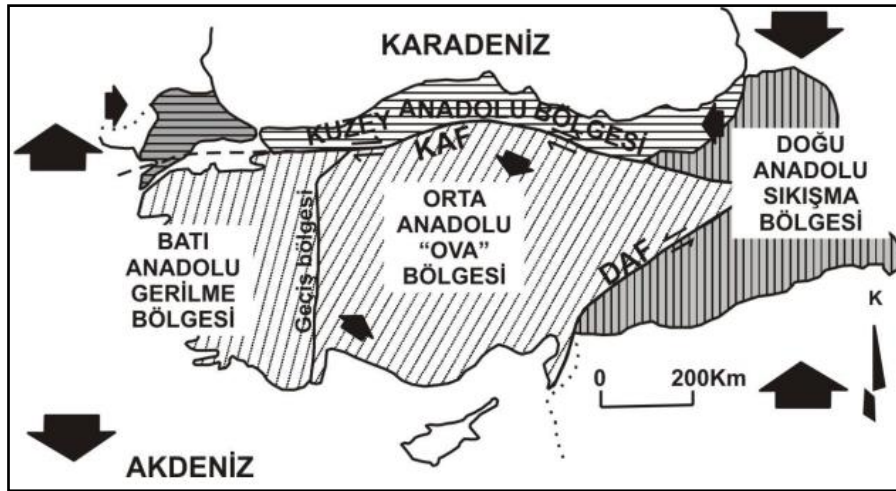 KARADENİZ
KUZEY ANADOLU BÖLGESİ
KAF
DOĞU
ANADOLU
SIKIŞMA
BÖLGESİ
ORTA
ANADOLU
“OVA”
BÖLGESİ
BATI
ANADOLU
GERİLME
BÖLGESİ
Geçiş bölgesi
DAF
K
0 200Km
AKDENİZ